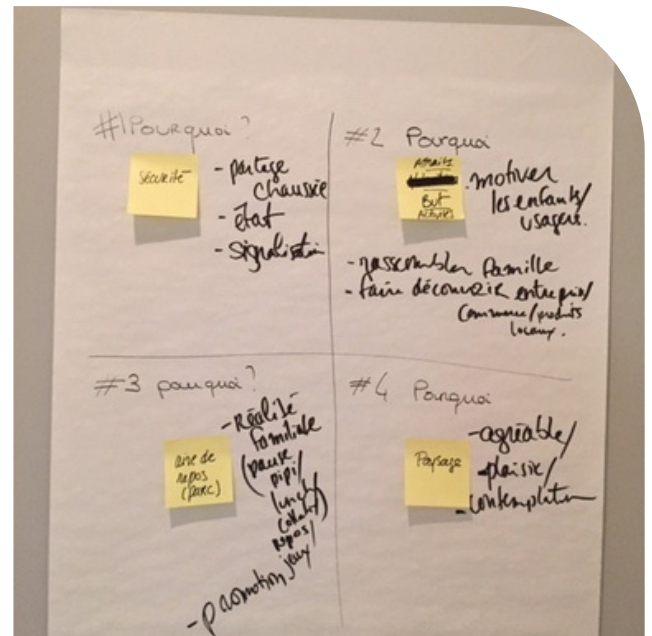 #1 Pourquoi?
Sécurité
- partage
chaussée
- état
- signalisation
#2 Pourquoi
Attraits
But
Activités
. motiver
les enfants/
usagers.
- rassembler famille
- faire découvrir entreprise/
Commerce/produits
locaux.
#3 pourquoi?
aire de
repos
(parc)
- Réalité
familiale
(pause
pipi/
lunch/
collation/
repos/
jeux)
- promotion
#4 Pourquoi
Paysage
- agréable/
- plaisir/
- contemplation